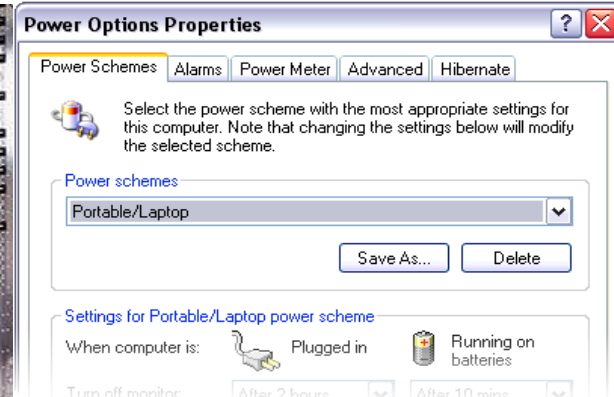 Power Options Properties
Power Schemes Alarms Power Meter Advanced Hibernate
Select the power scheme with the most appropriate settings for
this computer. Note that changing the settings below will modify
the selected scheme.
Power schemes
Portable/Laptop
Save As... Delete
Settings for Portable/Laptop power scheme
When computer is: Plugged in Running on
batteries
Turn off monitor: After 2 hours After 10 mins